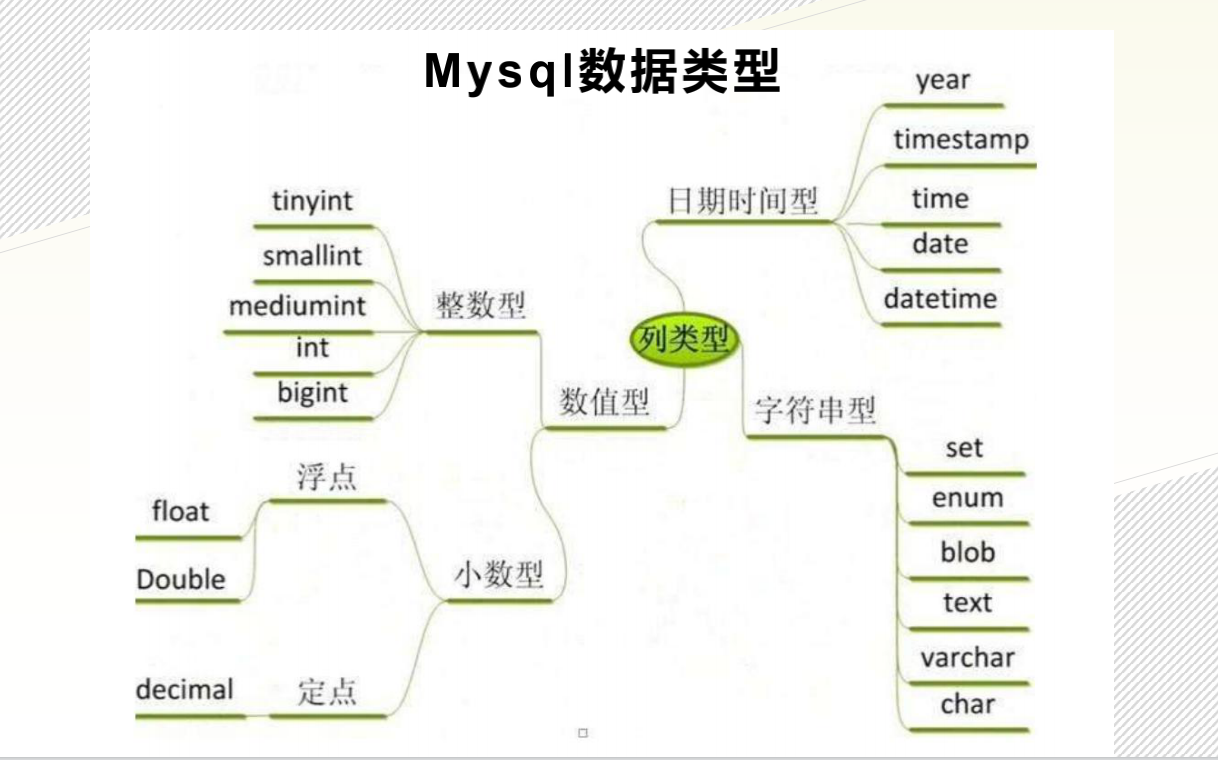 Mysql数据类型
列类型
日期时间型
year
timestamp
time
date
datetime
数值型
整数型
tinyint
smallint
mediumint
int
bigint
小数型
浮点
float
Double
定点
decimal
字符串型
set
enum
blob
text
varchar
char